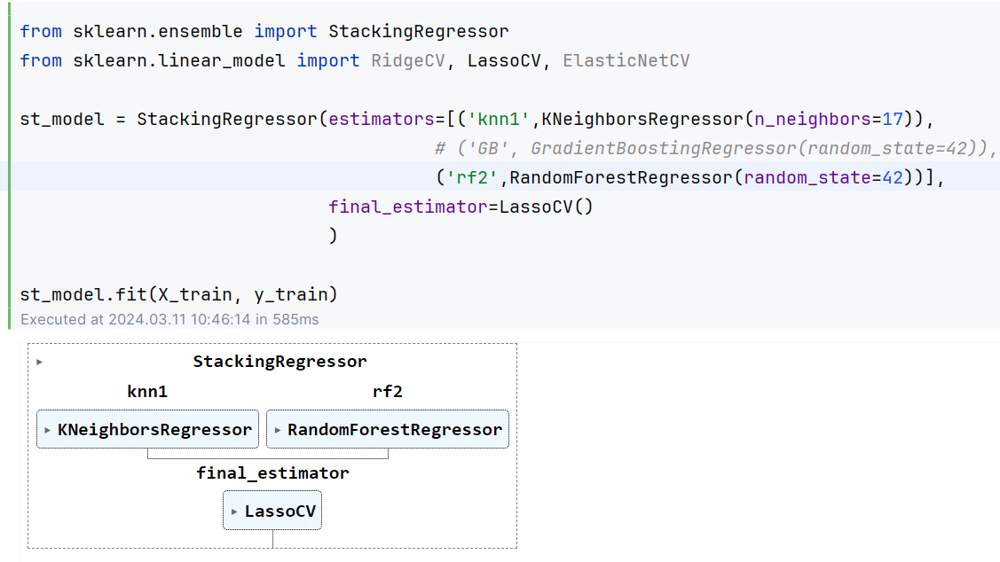 from sklearn.ensemble import StackingRegressor
from sklearn.linear_model import RidgeCV, LassoCV, ElasticNetCV
st_model = StackingRegressor(estimators=[('knn1',KNeighborsRegressor(n_neighbors=17)),
# ('GB', GradientBoostingRegressor(random_state=42)),
('rf2',RandomForestRegressor(random_state=42))],
final_estimator=LassoCV()
)
st_model.fit(X_train, y_train)
Executed at 2024.03.11 10:46:14 in 585ms
StackingRegressor
knn1 rf2
KNeighborsRegressor RandomForestRegressor
final_estimator
LassoCV